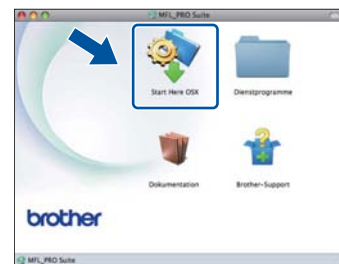 MFL_PRO Suite
Start Here OSX
Dienstprogramme
Dokumentation
Brother-Support
brother
MFL_PRO Suite